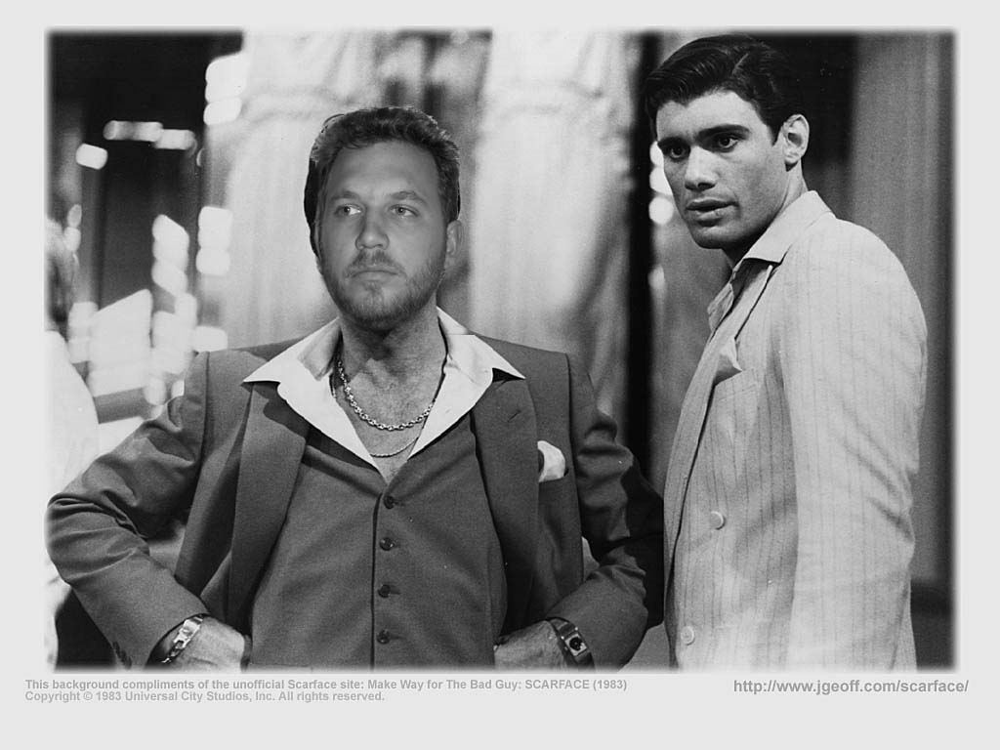 This background compliments of the unofficial Scarface site: Make Way for The Bad Guy: SCARFACE (1983)
Copyright © 1983 Universal City Studios, Inc. All rights reserved.
http://www.jgeoff.com/scarface/